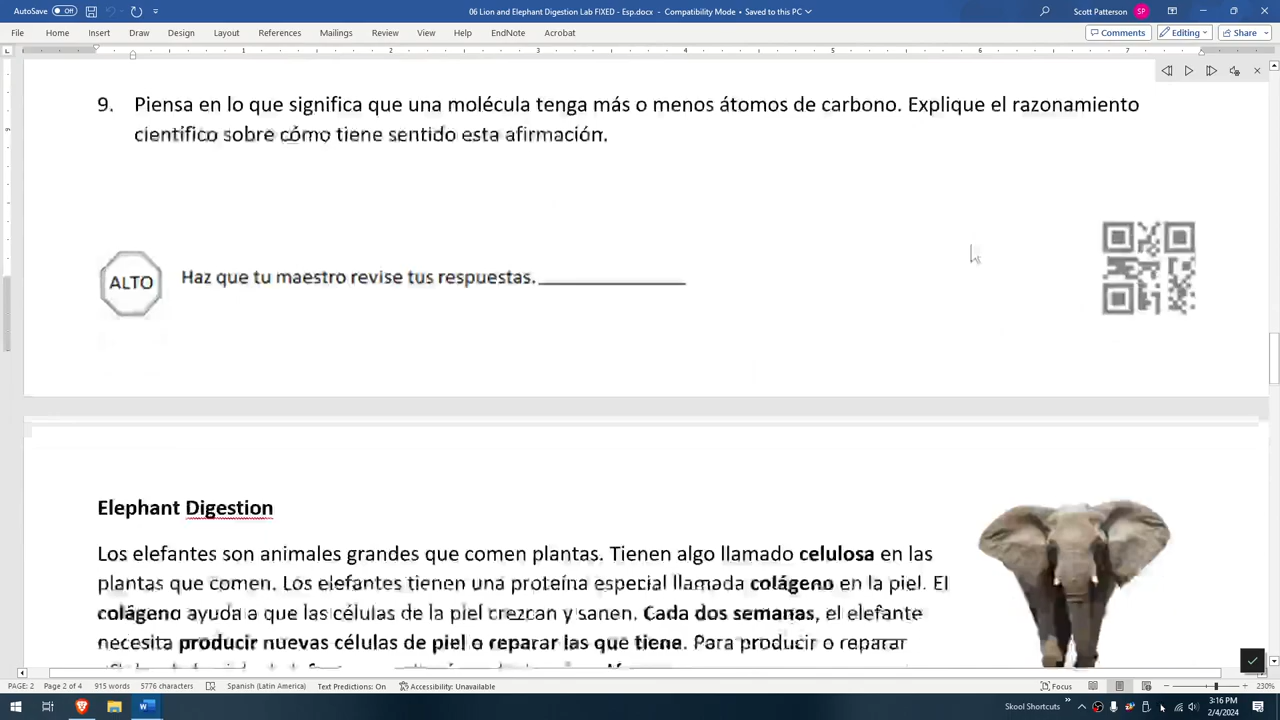 AutoSave Off
06 Lion and Elephant Digestion Lab FIXED - Esp.docx - Compatibility Mode • Saved to this PC
Scott Patterson SP
File Home Insert Draw Design Layout References Mailings Review View Help EndNote Acrobat Comments Editing Share
1 2 3 4 5 6 7
9. Piensa en lo que significa que una molécula tenga más o menos átomos de carbono. Explique el razonamiento
científico sobre cómo tiene sentido esta afirmación.
ALTO Haz que tu maestro revise tus respuestas.
Elephant Digestion
Los elefantes son animales grandes que comen plantas. Tienen algo llamado celulosa en las
plantas que comen. Los elefantes tienen una proteína especial llamada colágeno en la piel. El
colágeno ayuda a que las células de la piel crezcan y sanen. Cada dos semanas, el elefante
necesita producir nuevas células de piel o reparar las que tiene. Para producir o reparar
PAGE: 2 Page 2 of 4 915 words 5776 characters Spanish (Latin America) Text Predictions: On Accessibility: Unavailable Focus 230%
Skool Shortcuts 3:16 PM
2/4/2024